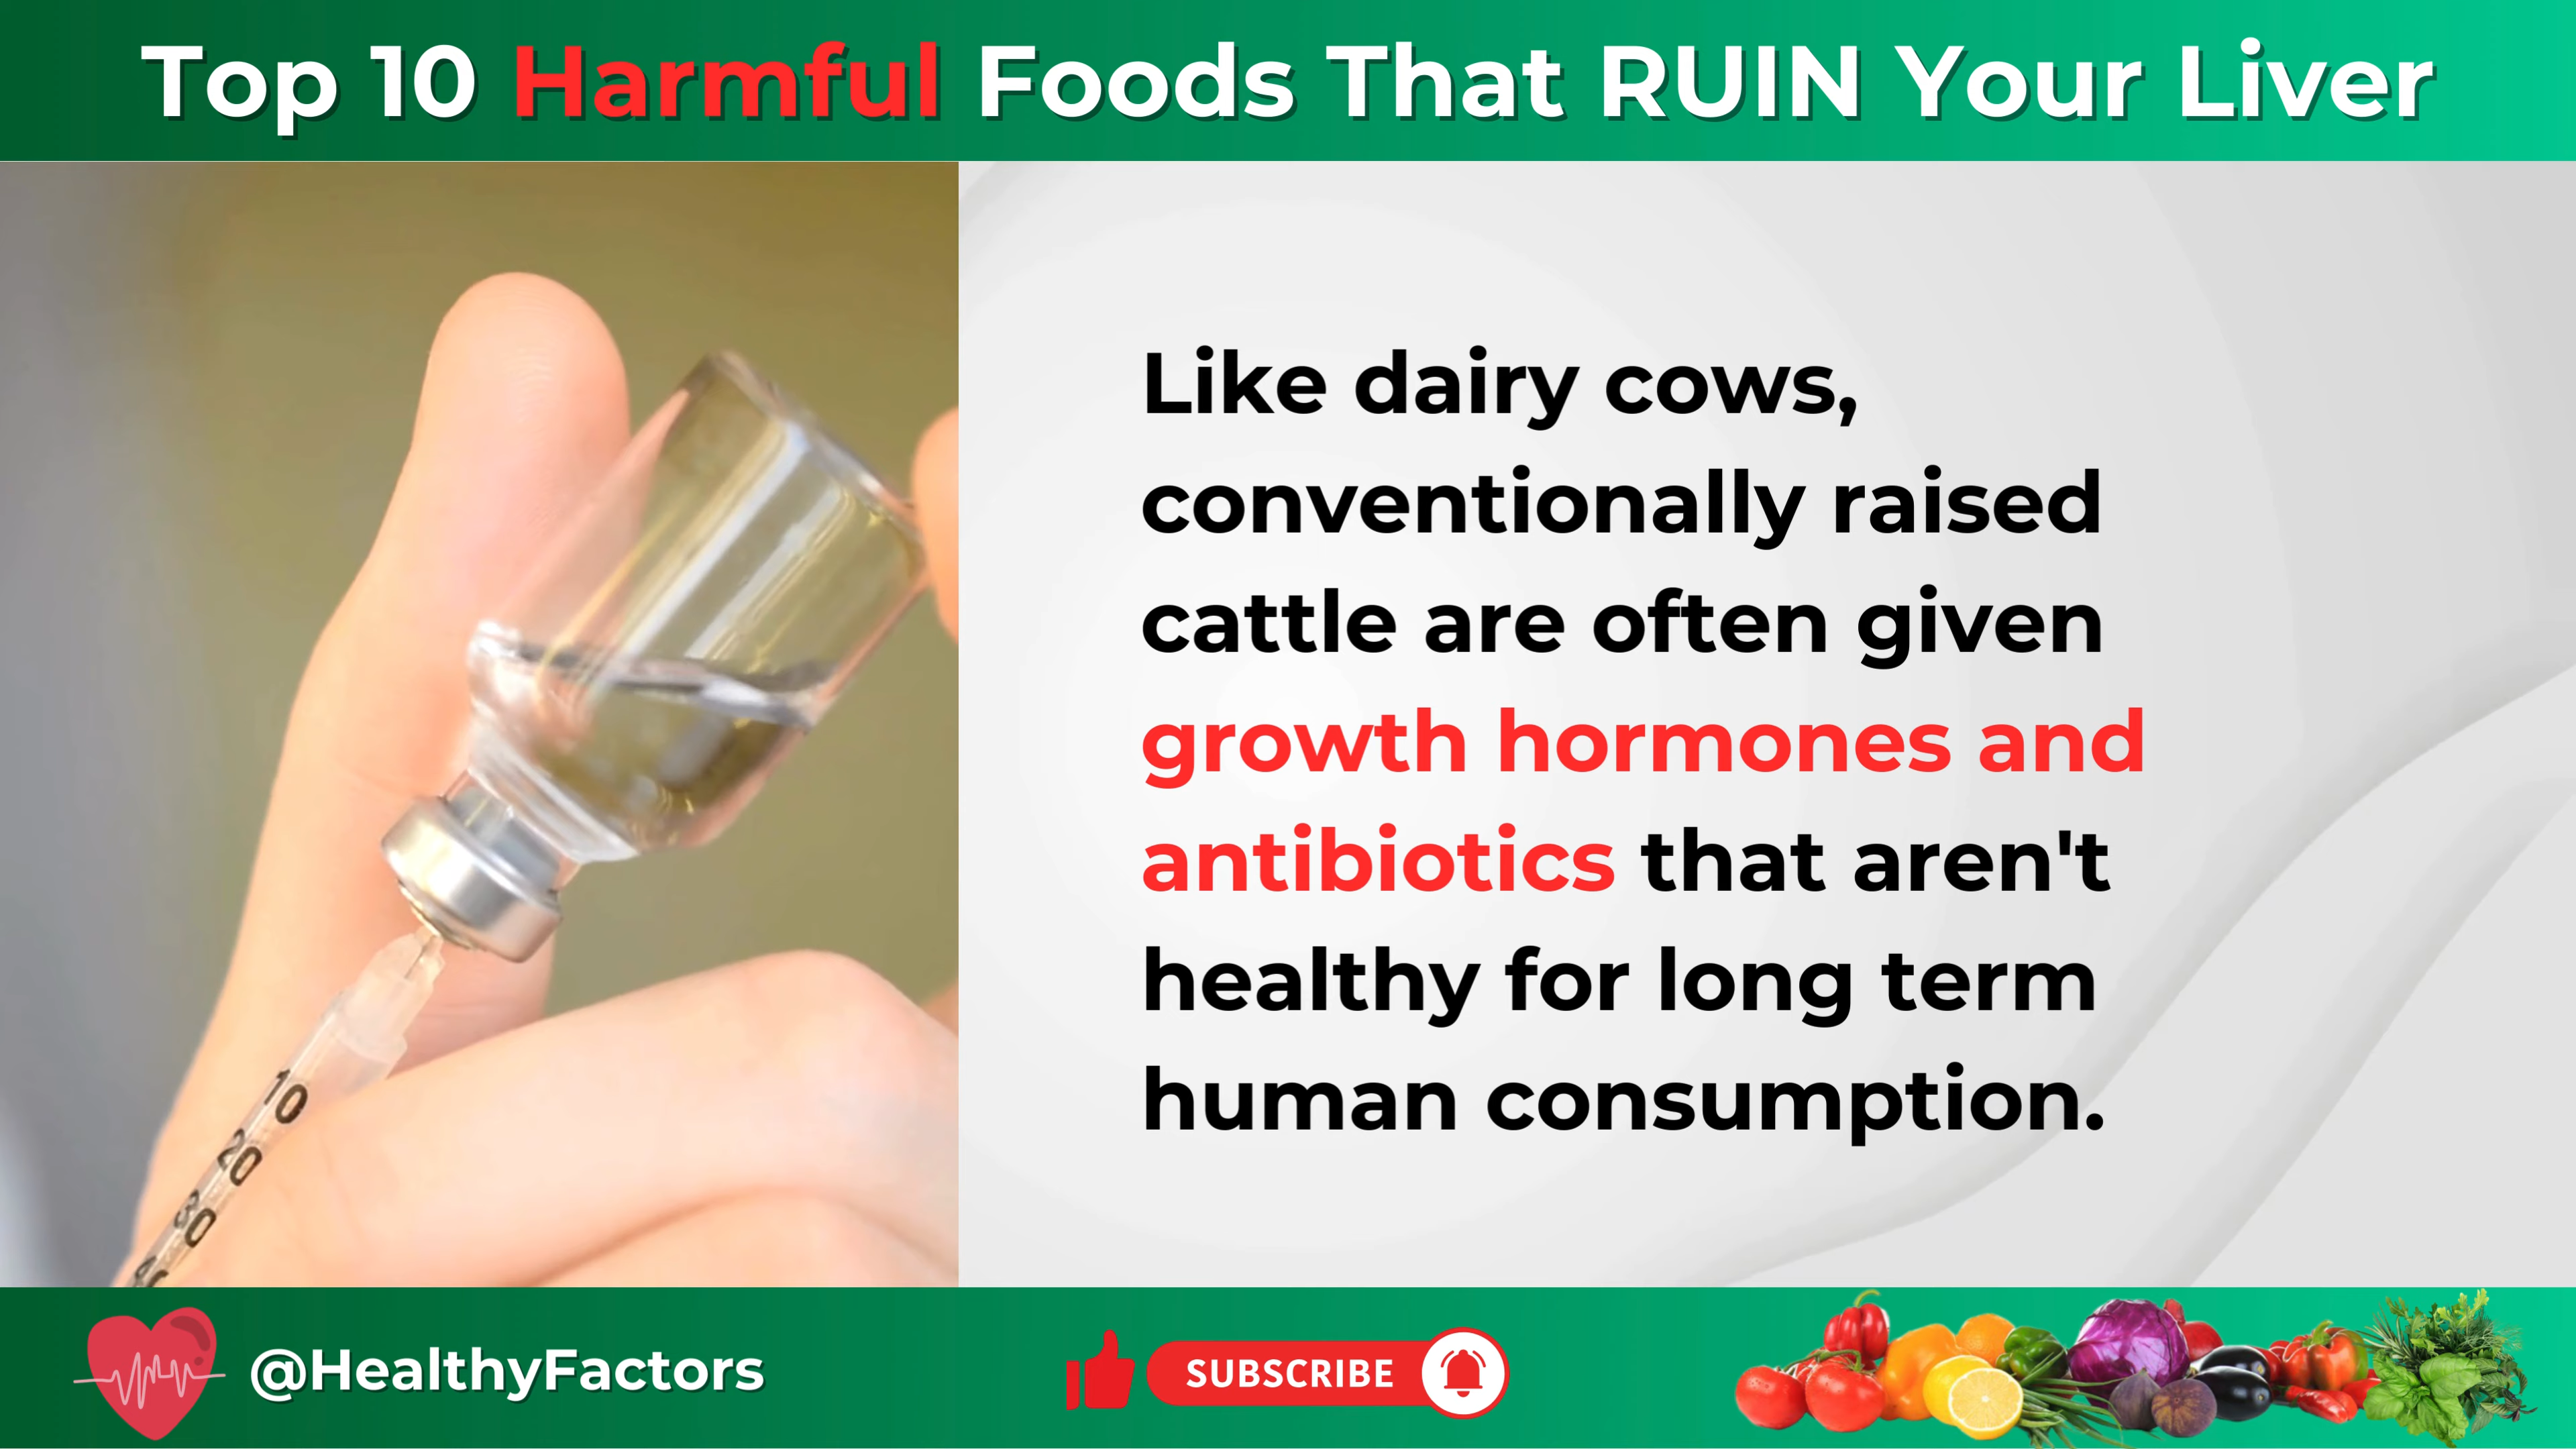 Top 10 Harmful Foods That RUIN Your Liver
Like dairy cows,
conventionally raised
cattle are often given
growth hormones and
antibiotics that aren't
healthy for long term
human consumption.
10
20
30
@HealthyFactors
SUBSCRIBE